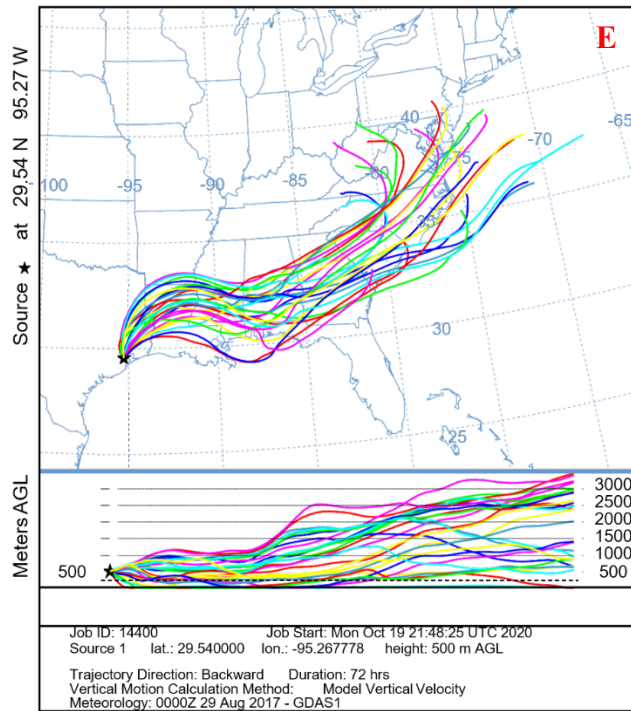 E
Source ★ at 29.54 N 95.27 W
-100
-95
-90
-85
-80
-75
-70
-65
40
35
30
25
Meters AGL
500
3000
2500
2000
1500
1000
500
Job ID: 14400 Job Start: Mon Oct 19 21:48:25 UTC 2020
Source 1 lat.: 29.540000 lon.: -95.267778 height: 500 m AGL
Trajectory Direction: Backward Duration: 72 hrs
Vertical Motion Calculation Method: Model Vertical Velocity
Meteorology: 0000Z 29 Aug 2017 - GDAS1